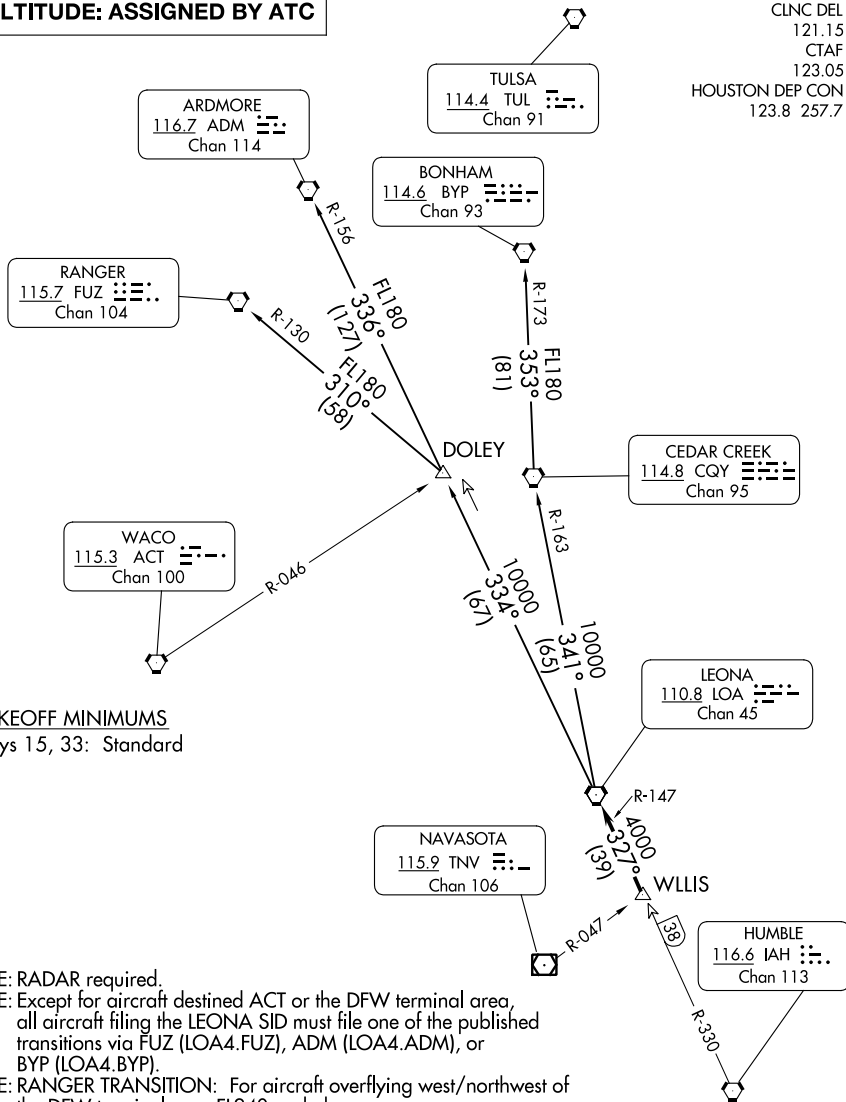 LTITUDE: ASSIGNED BY ATC
CLNC DEL
121.15
CTAF
123.05
HOUSTON DEP CON
123.8 257.7
TULSA
114.4 TUL
Chan 91
ARDMORE
116.7 ADM
Chan 114
BONHAM
114.6 BYP
Chan 93
R-156
RANGER
115.7 FUZ
Chan 104
R-130
R-173
FL180
336°
(127)
FL180
310°
(58)
FL180
353°
(81)
DOLEY
CEDAR CREEK
114.8 CQY
Chan 95
R-163
WACO
115.3 ACT
Chan 100
R-046
10000
334°
(67)
10000
341°
(65)
LEONA
110.8 LOA
Chan 45
KEOFF MINIMUMS
ys 15, 33: Standard
R-147
4000
327°
(39)
NAVASOTA
115.9 TNV
Chan 106
WLLIS
R-047
38
HUMBLE
116.6 IAH
Chan 113
R-330
E: RADAR required.
E: Except for aircraft destined ACT or the DFW terminal area,
all aircraft filing the LEONA SID must file one of the published
transitions via FUZ (LOA4.FUZ), ADM (LOA4.ADM), or
BYP (LOA4.BYP).
E: RANGER TRANSITION: For aircraft overflying west/northwest of